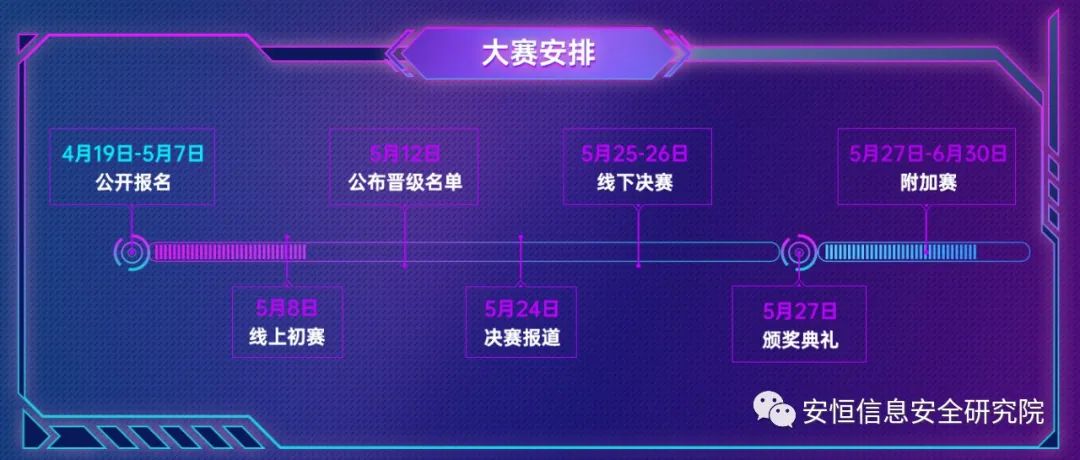 大赛安排
4月19日-5月7日
公开报名
5月8日
线上初赛
5月12日
公布晋级名单
5月24日
决赛报道
5月25-26日
线下决赛
5月27日
颁奖典礼
5月27日-6月30日
附加赛
安恒信息安全研究院